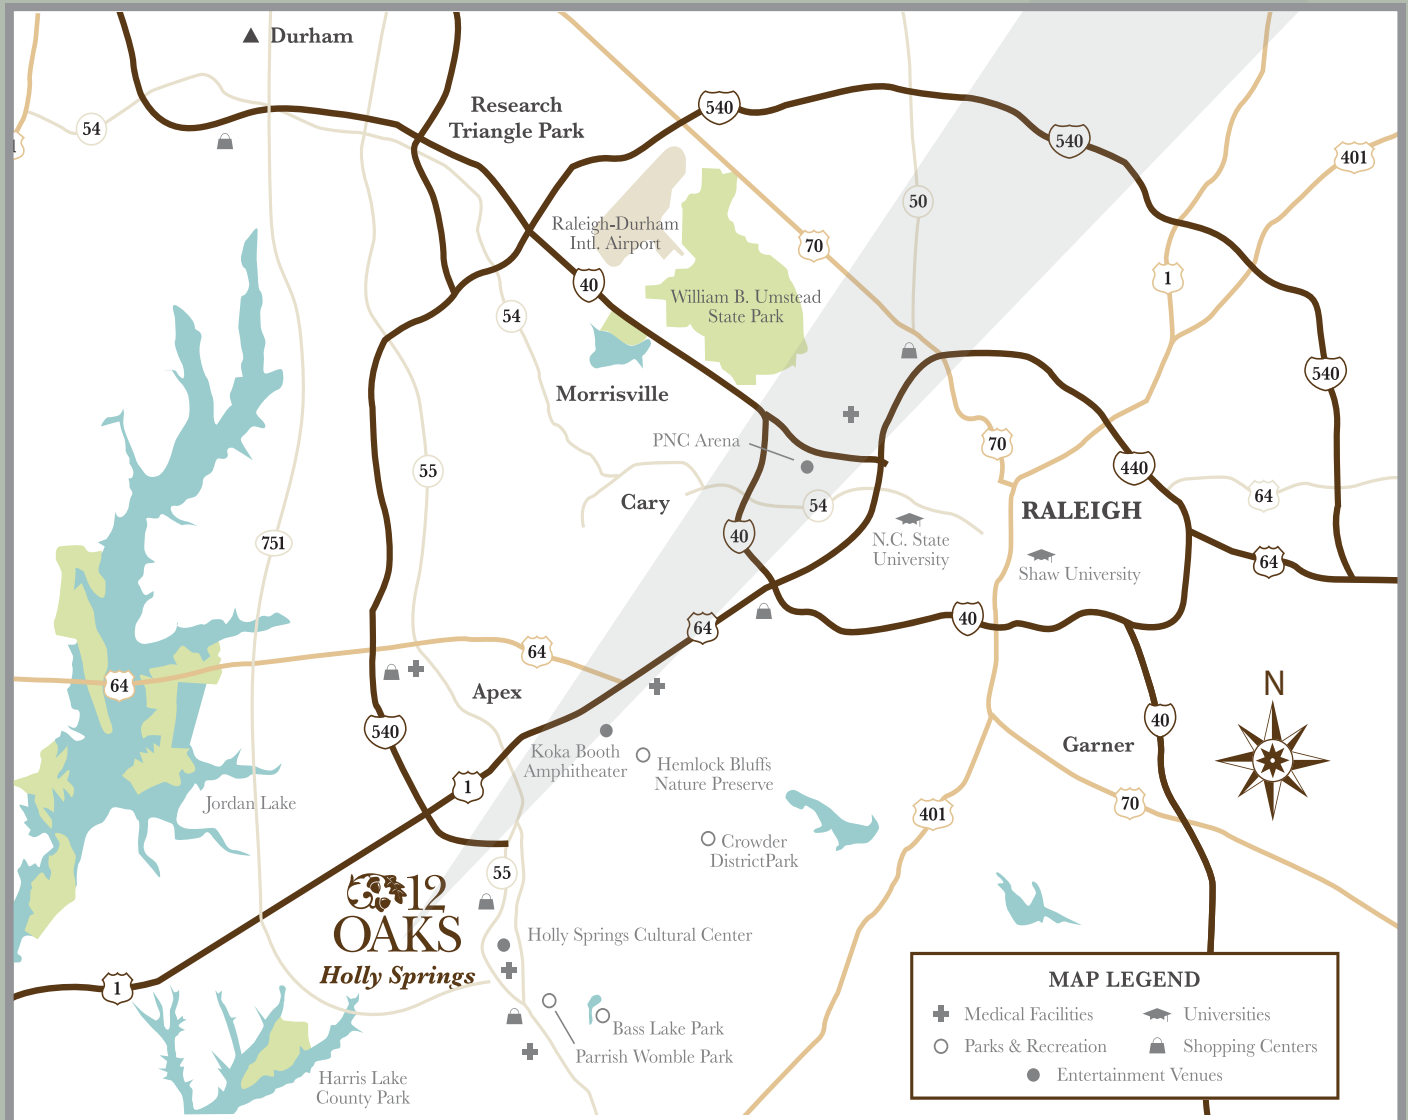 Durham
Research
Triangle Park
540
54
540
401
1
50
Raleigh-Durham
Intl. Airport
70
1
40
William B. Umstead
State Park
54
540
Morrisville
PNC Arena
70
55
440
Cary
54
64
RALEIGH
40
N.C. State
University
751
64
Shaw University
40
64
64
64
Apex
540
40
Garner
N
Koka Booth
Amphitheater
Hemlock Bluffs
Nature Preserve
1
Jordan Lake
70
401
Crowder
DistrictPark
55
12
OAKS
Holly Springs
Holly Springs Cultural Center
1
Bass Lake Park
Parrish Womble Park
Harris Lake
County Park
MAP LEGEND
Medical Facilities
Universities
Parks & Recreation
Shopping Centers
Entertainment Venues